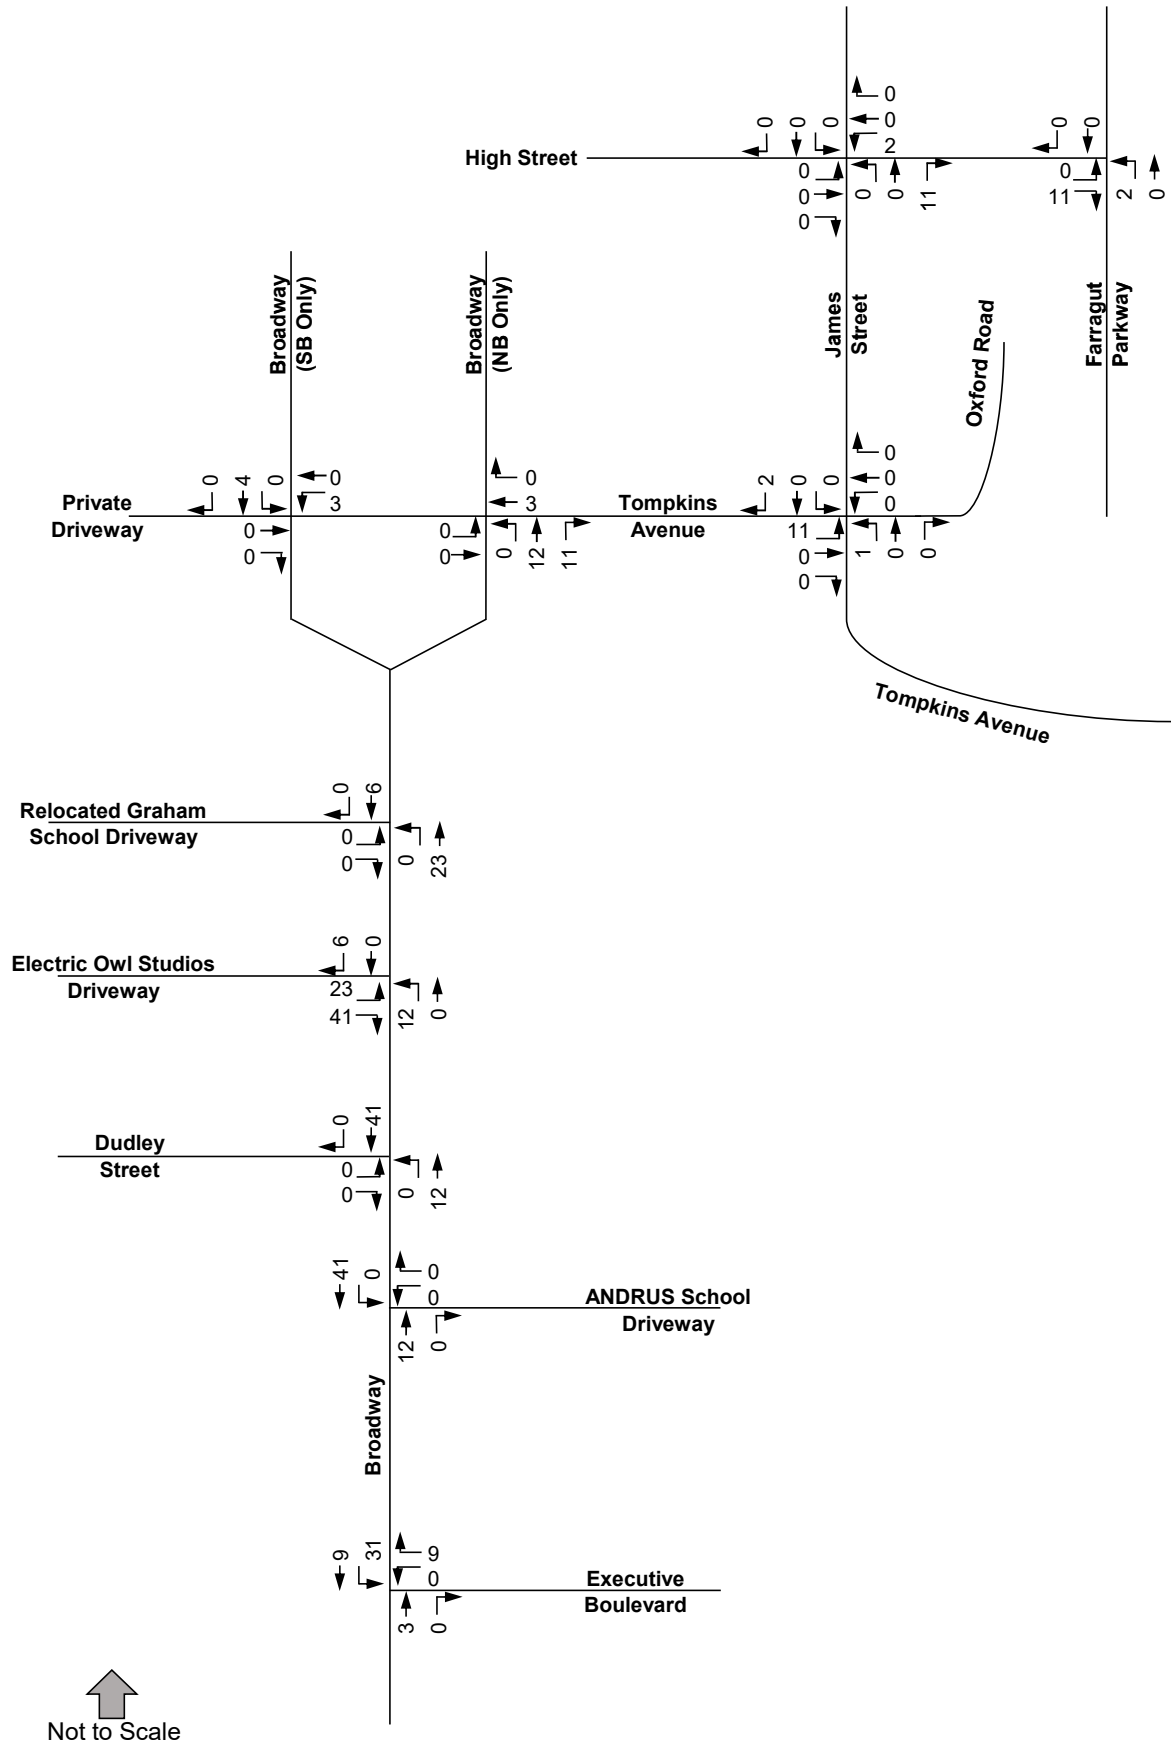 0
0
0
0
0
0
2
0
0
High Street
0
0
0
0
0
11
0
11
2
0
Broadway
(SB Only)
Broadway
(NB Only)
James
Street
Oxford Road
Farragut
Parkway
0
4
0
0
3
0
3
2
0
0
0
0
0
Private
Driveway
Tompkins
Avenue
0
0
0
0
0
12
11
11
0
0
1
0
0
Tompkins Avenue
0
6
Relocated Graham
School Driveway
0
0
0
23
6
0
Electric Owl Studios
Driveway
23
41
12
0
0
41
Dudley
Street
0
0
0
12
41
0
0
0
ANDRUS School
Driveway
12
0
Broadway
9
31
9
0
Executive
Boulevard
3
0
Not to Scale